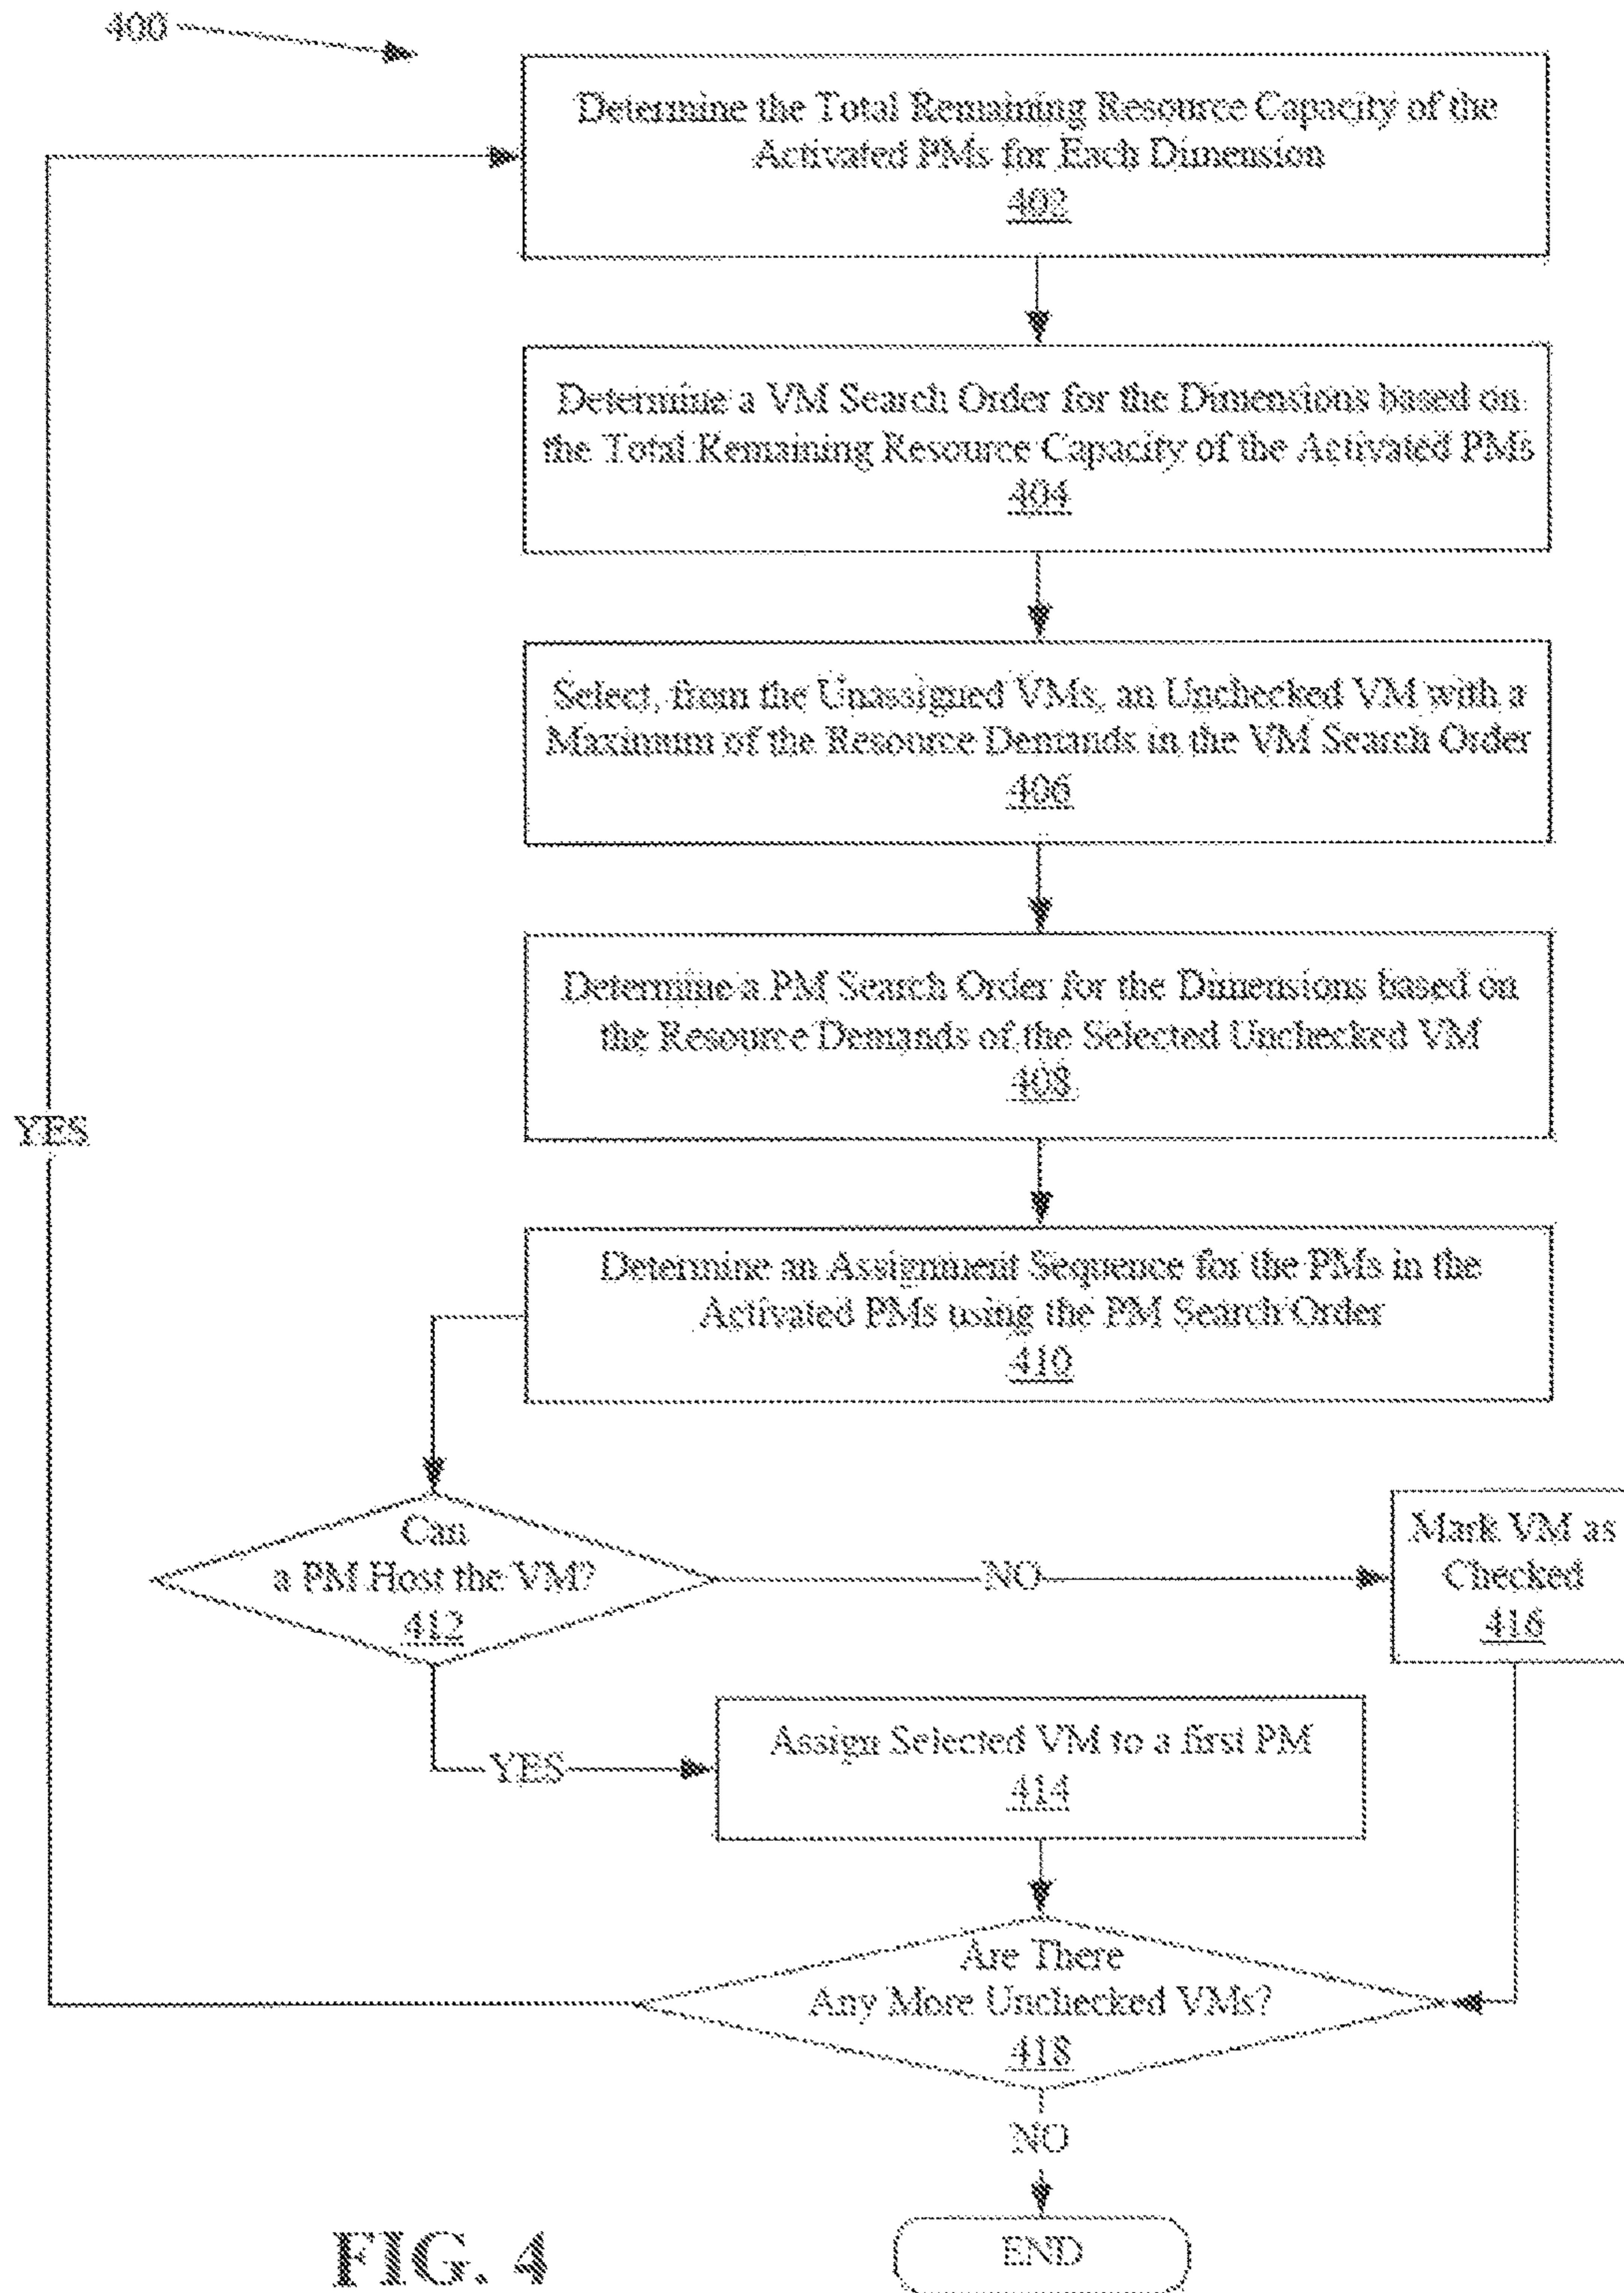 400
Determine the Total Remaining Resource Capacity of the
Activated PMs for Each Dimension
402
Determine a VM Search Order for the Dimensions based on
the Total Remaining Resource Capacity of the Activated PMs
404
Select, from the Unassigned VMs, an Unchecked VM with a
Maximum of the Resource Demands in the VM Search Order
406
Determine a PM Search Order for the Dimensions based on
the Resource Demands of the Selected Unchecked VM
408
YES
Determine an Assignment Sequence for the PMs in the
Activated PMs using the PM Search Order
410
Can
a PM Host the VM?
412
NO
Mark VM as
Checked
416
YES
Assign Selected VM to a first PM
414
Are There
Any More Unchecked VMs?
418
NO
END
FIG. 4